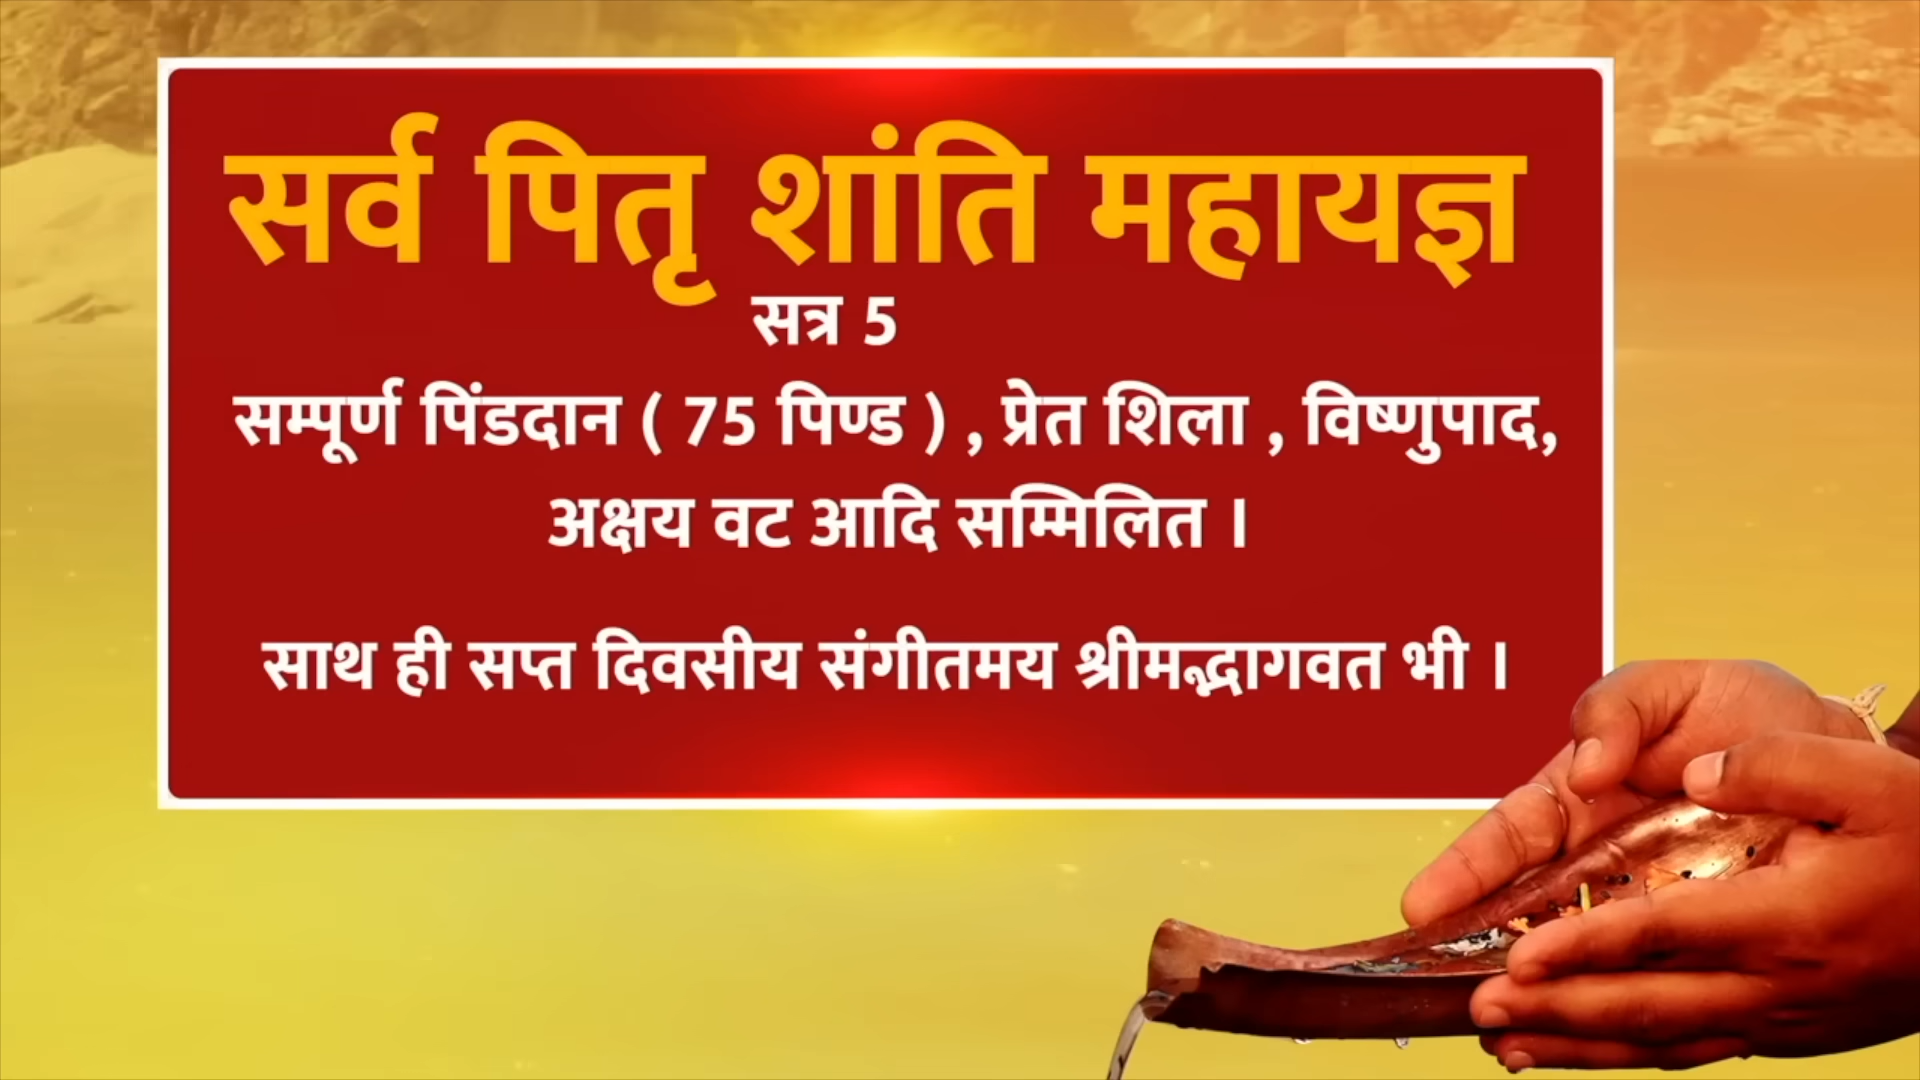 सर्व पितृ शांति महायज्ञ
सत्र 5
सम्पूर्ण पिंडदान ( 75 पिण्ड ) , प्रेत शिला , विष्णुपाद,
अक्षय वट आदि सम्मिलित ।
साथ ही सप्त दिवसीय संगीतमय श्रीमद्भागवत भी ।